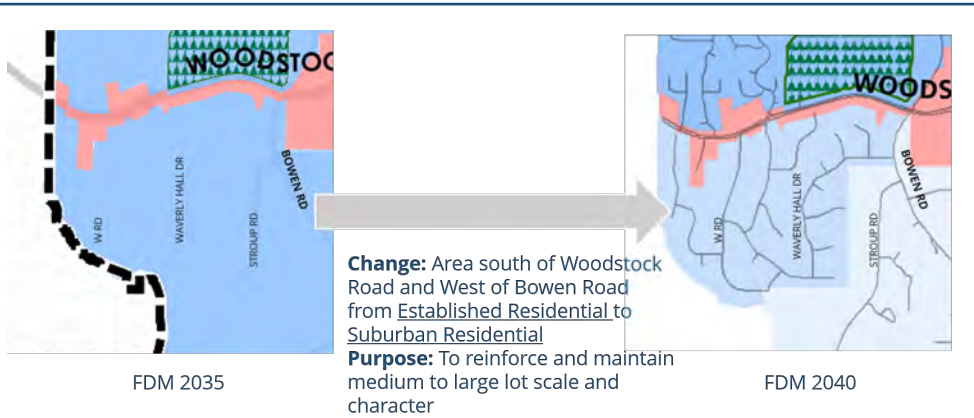 WOODSTOC
BOWEN RD
WAVERLY HALL DR
W RD
STROUP RD
FDM 2035
Change: Area south of Woodstock
Road and West of Bowen Road
from Established Residential to
Suburban Residential
Purpose: To reinforce and maintain
medium to large lot scale and
character
WOODS
BOWEN RD
WAVERLY HALL DR
W RD
STROUP RD
FDM 2040